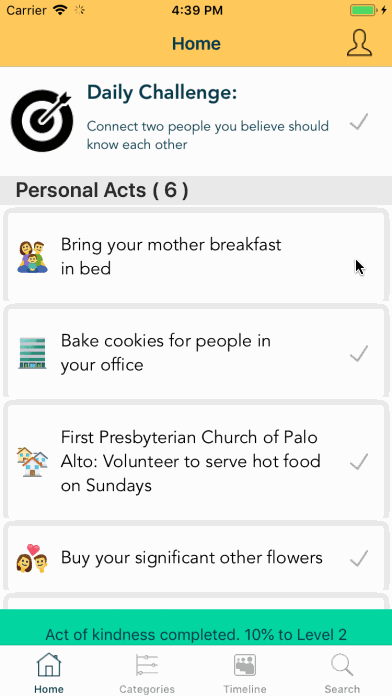 Carrier 4:39 PM
Home
Daily Challenge:
Connect two people you believe should
know each other
Personal Acts ( 6 )
Bring your mother breakfast
in bed
Bake cookies for people in
your office
First Presbyterian Church of Palo
Alto: Volunteer to serve hot food
on Sundays
Buy your significant other flowers
Act of kindness completed. 10% to Level 2
Home Categories Timeline Search